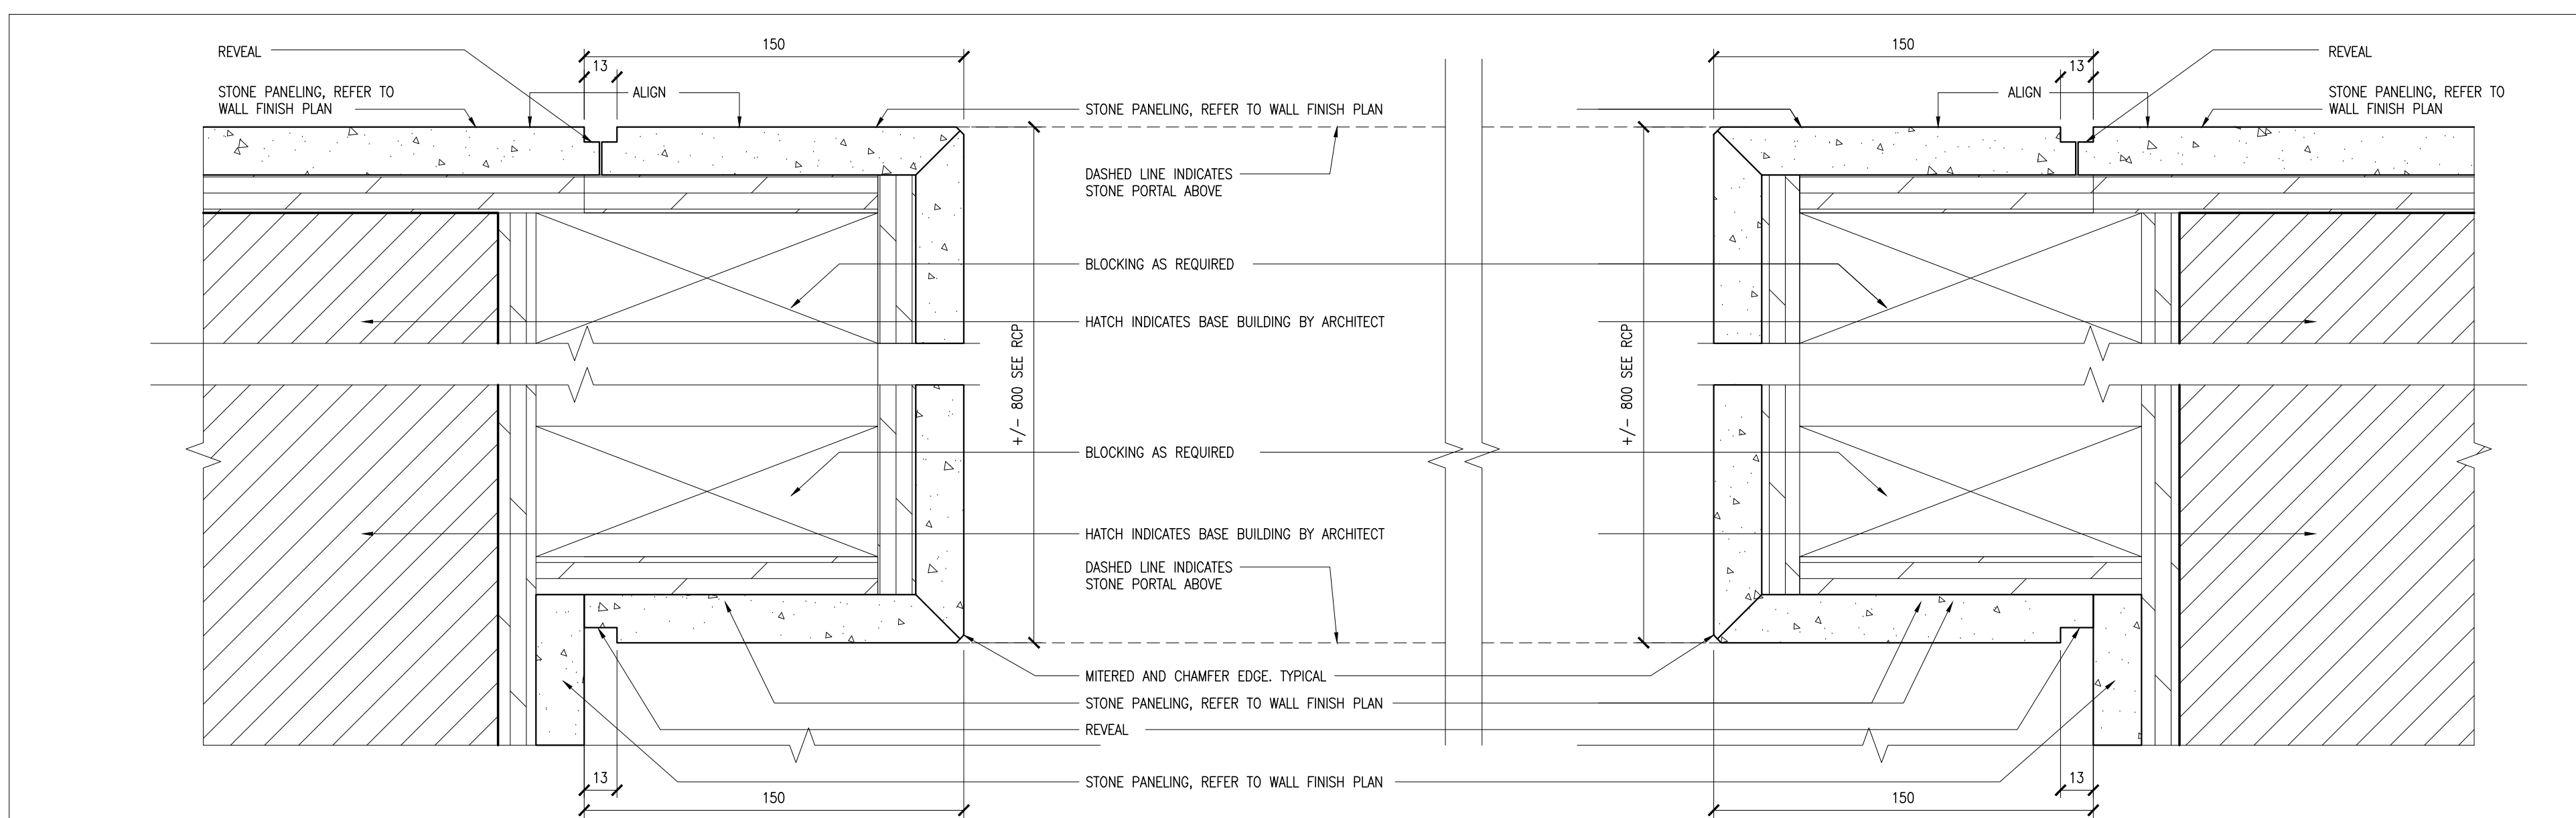 150
150
REVEAL
REVEAL
13
13
STONE PANELING, REFER TO
WALL FINISH PLAN
ALIGN
STONE PANELING, REFER TO WALL FINISH PLAN
ALIGN
STONE PANELING, REFER TO
WALL FINISH PLAN
DASHED LINE INDICATES
STONE PORTAL ABOVE
BLOCKING AS REQUIRED
HATCH INDICATES BASE BUILDING BY ARCHITECT
+/- 800 SEE RCP
+/- 800 SEE RCP
BLOCKING AS REQUIRED
HATCH INDICATES BASE BUILDING BY ARCHITECT
DASHED LINE INDICATES
STONE PORTAL ABOVE
MITERED AND CHAMFER EDGE. TYPICAL
STONE PANELING, REFER TO WALL FINISH PLAN
REVEAL
STONE PANELING, REFER TO WALL FINISH PLAN
13
13
150
150